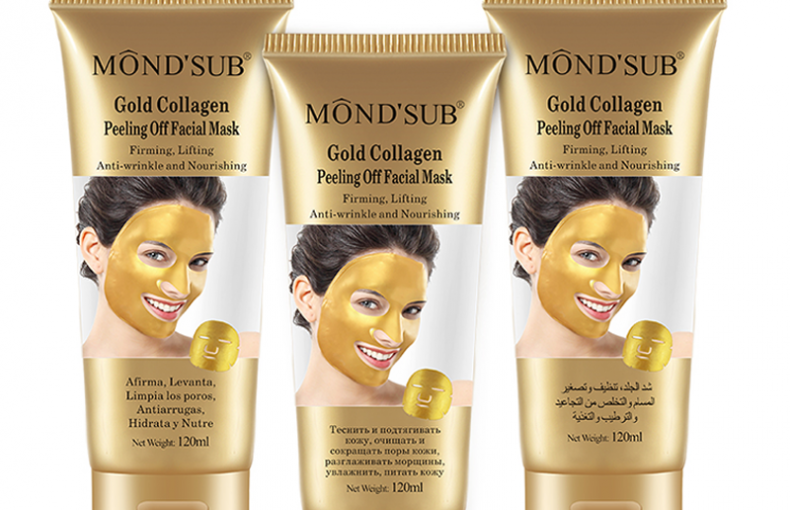 MÔND'SUB®
Gold Collagen
Peeling Off Facial Mask
Firming, Lifting
Anti-wrinkle and Nourishing
Afirma, Levanta,
Limpia los poros,
Antiarrugas,
Hidrata y Nutre
Net Weight: 120ml
MÔND'SUB®
Gold Collagen
Peeling Off Facial Mask
Firming, Lifting
Anti-wrinkle and Nourishing
Теснить и подтягивать
кожу, очищать и
сокращать поры кожи,
разглаживать морщины,
увлажнить, питать кожу
Net Weight: 120ml
MÔND'SUB®
Gold Collagen
Peeling Off Facial Mask
Firming, Lifting
Anti-wrinkle and Nourishing
شد الجلد، تنظيف وتصغير
المسام والتخلص من التجاعيد
والترطيب والتغذية
Net Weight: 120ml